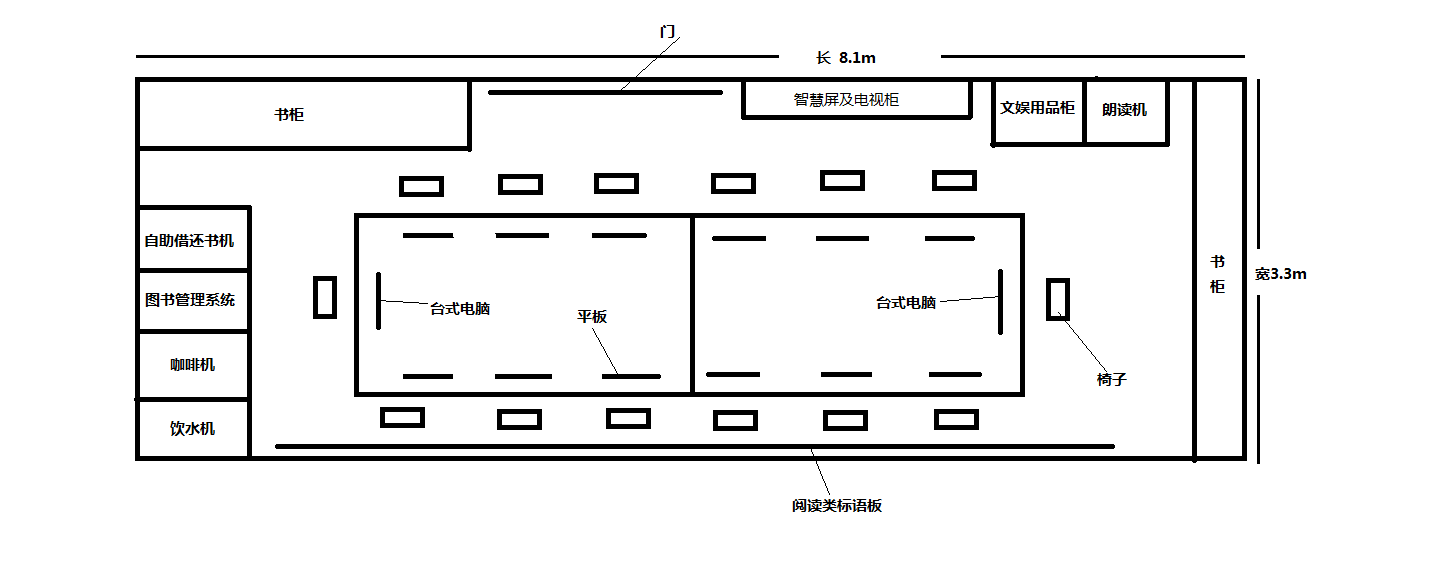 门
长 8.1m
书柜
智慧屏及电视柜
文娱用品柜
朗读机
自助借还书机
图书管理系统
咖啡机
饮水机
台式电脑
平板
台式电脑
椅子
书
柜
宽3.3m
阅读类标语板